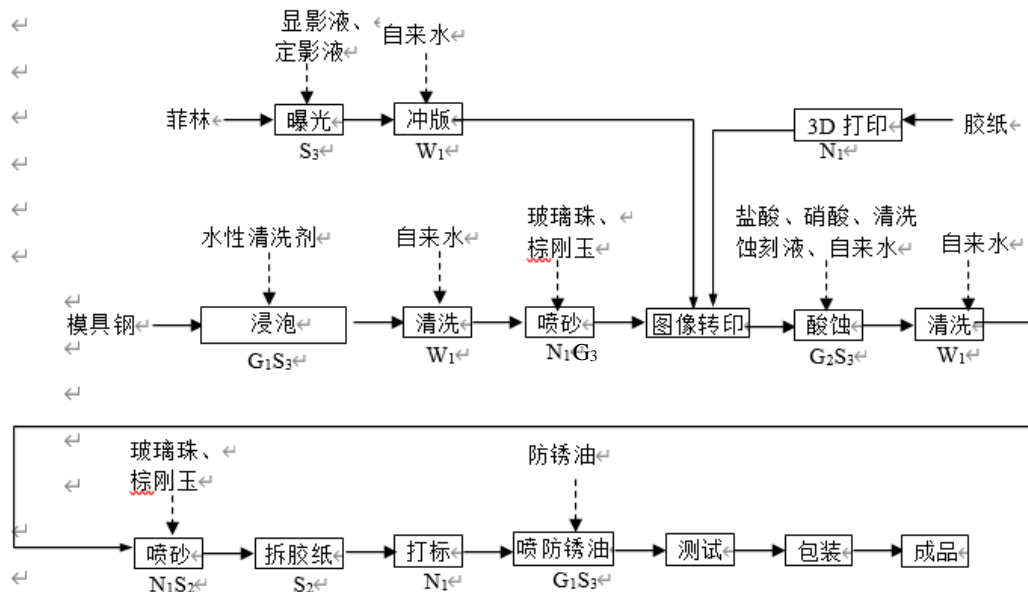 显影液、
定影液
自来水
菲林
曝光
冲版
3D 打印
胶纸
S3
W1
N1
水性清洗剂
自来水
玻璃珠、
棕刚玉
盐酸、硝酸、清洗
蚀刻液、自来水
自来水
模具钢
浸泡
清洗
喷砂
图像转印
酸蚀
清洗
G1S3
W1
N1G3
G2S3
W1
玻璃珠、
棕刚玉
防锈油
喷砂
拆胶纸
打标
喷防锈油
测试
包装
成品
N1S2
S2
N1
G1S3